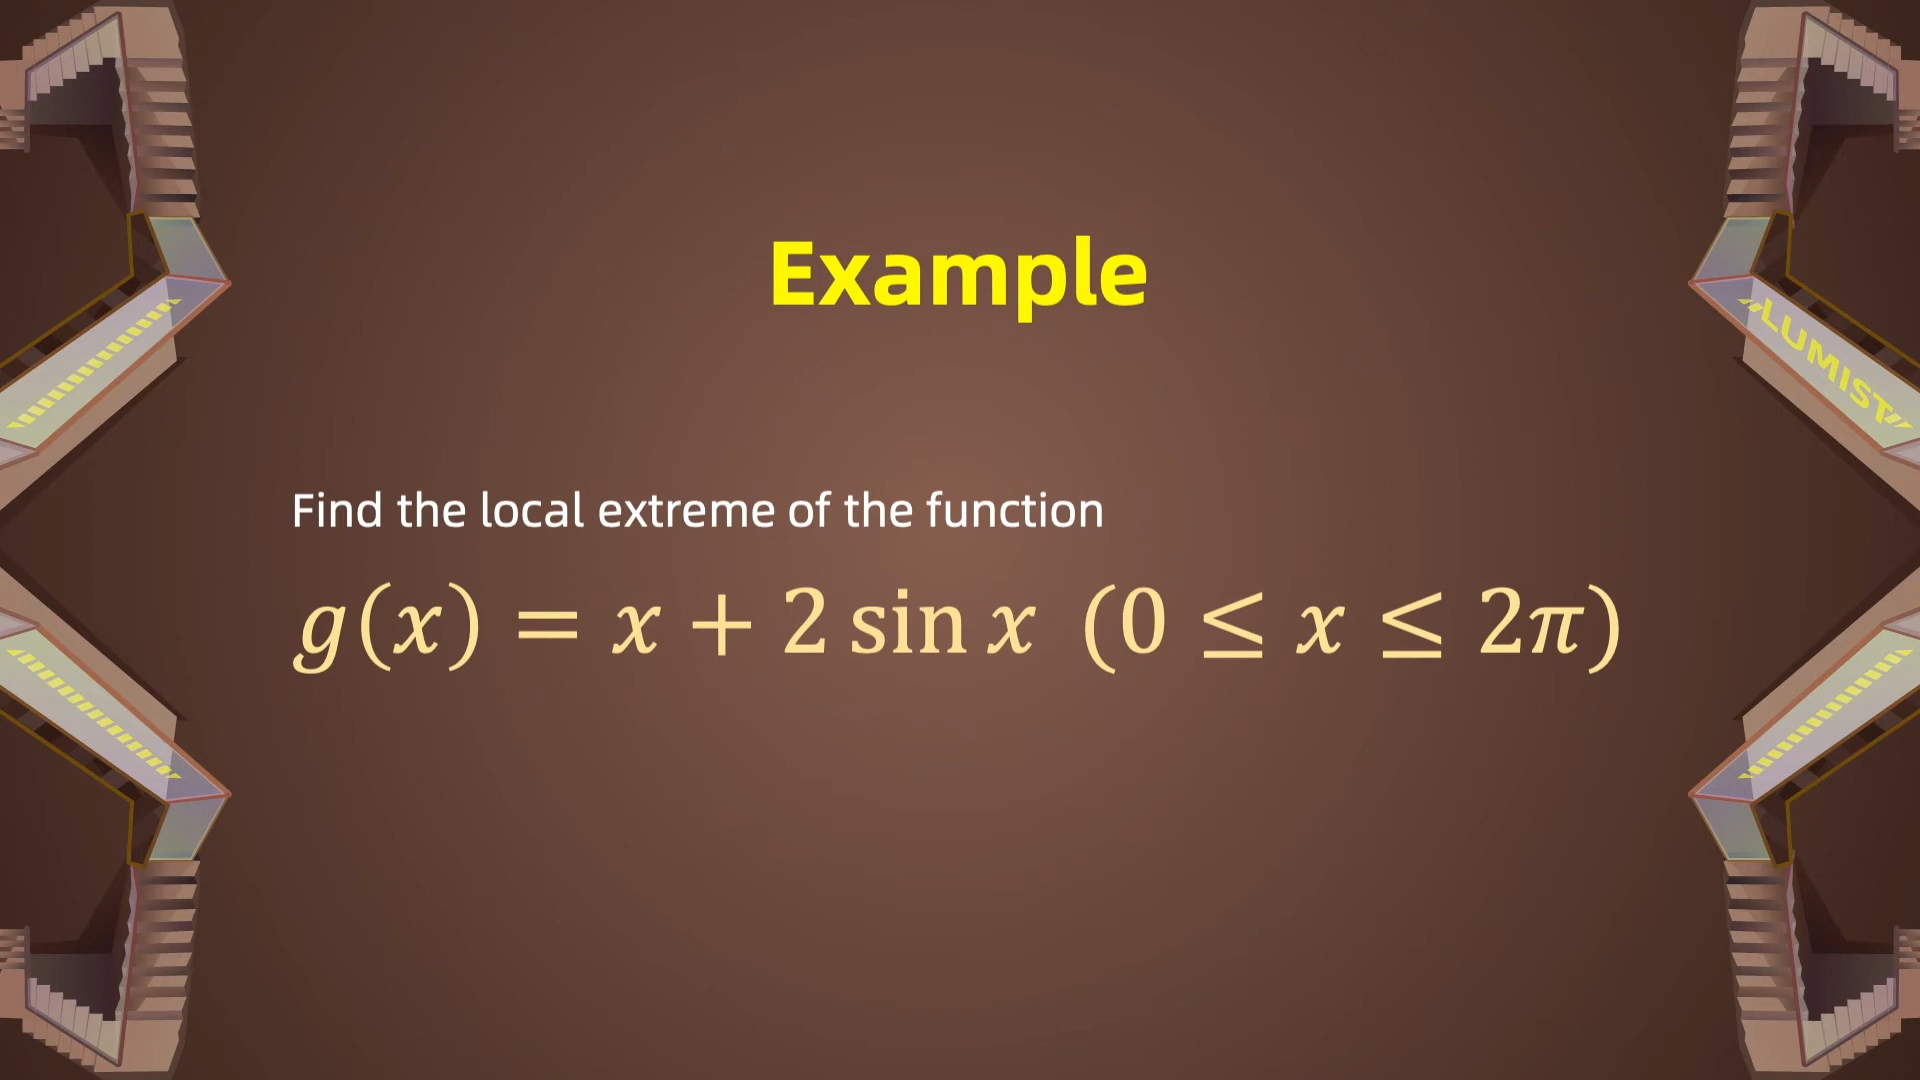 Example
Find the local extreme of the function
g(x) = x + 2 sin x (0 ≤ x ≤ 2π)
LUMIST